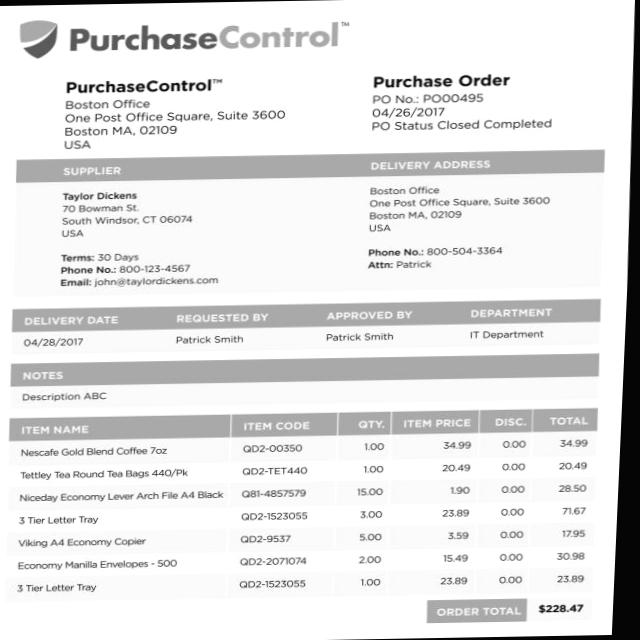 PurchaseControl™
PurchaseControl™
Boston Office
One Post Office Square, Suite 3600
Boston MA, 02109
USA
Purchase Order
PO No.: PO00495
04/26/2017
PO Status Closed Completed
SUPPLIER
Taylor Dickens
70 Bowman St.
South Windsor, CT 06074
USA
Terms: 30 Days
Phone No.: 800-123-4567
Email: john@taylordickens.com
DELIVERY ADDRESS
Boston Office
One Post Office Square, Suite 3600
Boston MA, 02109
USA
Phone No.: 800-504-3364
Attn: Patrick
DELIVERY DATE REQUESTED BY APPROVED BY DEPARTMENT
04/28/2017 Patrick Smith Patrick Smith IT Department
NOTES
Description ABC
ITEM NAME ITEM CODE QTY. ITEM PRICE DISC. TOTAL
Nescafe Gold Blend Coffee 7oz QD2-00350 1.00 34.99 0.00 34.99
Tettley Tea Round Tea Bags 440/Pk QD2-TET440 1.00 20.49 0.00 20.49
Niceday Economy Lever Arch File A4 Black Q81-4857579 15.00 1.90 0.00 28.50
3 Tier Letter Tray QD2-1523055 3.00 23.89 0.00 71.67
Viking A4 Economy Copier QD2-9537 5.00 3.59 0.00 17.95
Economy Manilla Envelopes - 500 QD2-2071074 2.00 15.49 0.00 30.98
3 Tier Letter Tray QD2-1523055 1.00 23.89 0.00 23.89
ORDER TOTAL $228.47